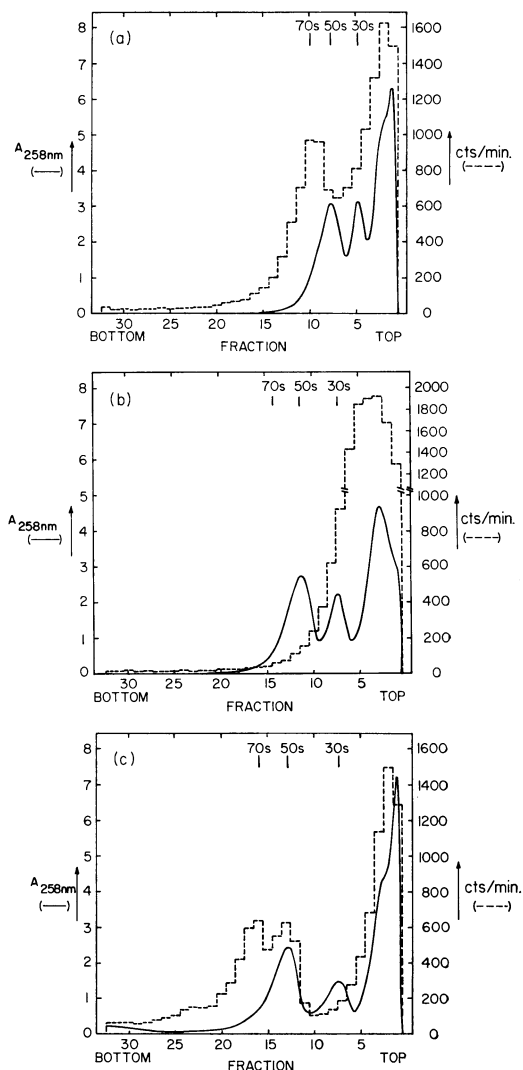 (a)
70s 50s 30s
8 1600
7 1400
6 1200
5 1000
4 800
3 600
2 400
1 200
0 0
A258nm
(——)
cts/min.
(----)
30 25 20 15 10 5
BOTTOM FRACTION TOP
(b)
70s 50s 30s
8 2000
7 1800
6 1600
1400
1200
5 1000
4 800
3 600
2 400
1 200
0 0
A258nm
(——)
cts/min.
(----)
30 25 20 15 10 5
BOTTOM FRACTION TOP
(c)
70s 50s 30s
8 1600
7 1400
6 1200
5 1000
4 800
3 600
2 400
1 200
0 0
A258nm
(——)
cts/min.
(----)
30 25 20 15 10 5
BOTTOM FRACTION TOP